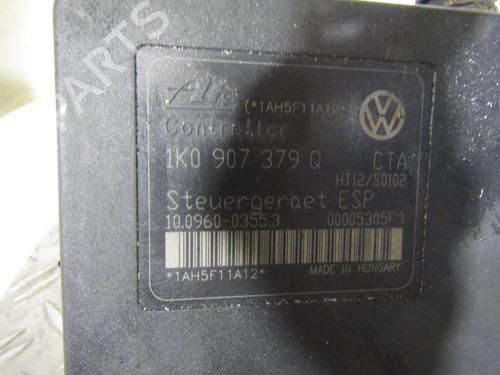 PARTS
Ate (*1AH5F11A12*)
Controller
1K0 907 379 Q CTA
HT12/S0102
Steuergeraet ESP
10.0960-0355.3 00005305F3
*1AH5F11A12* MADE IN HUNGARY